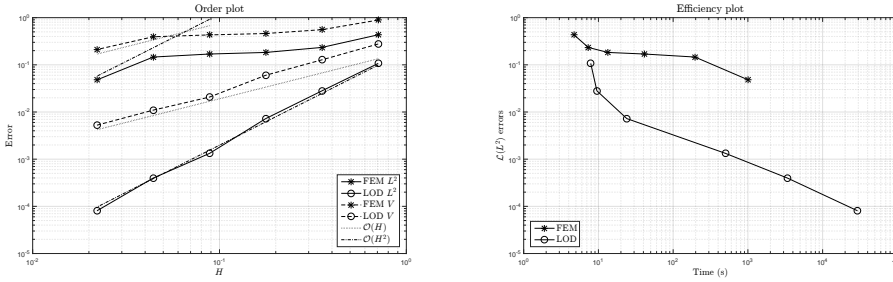 Order plot
10^0
10^-1
10^-2
10^-3
10^-4
10^-5
Error
10^-2
10^-1
10^0
H
FEM L^2
LOD L^2
FEM V
LOD V
O(H)
O(H^2)
Efficiency plot
10^0
10^-1
10^-2
10^-3
10^-4
10^-5
L(L^2) errors
10^0
10^1
10^2
10^3
10^4
Time (s)
FEM
LOD